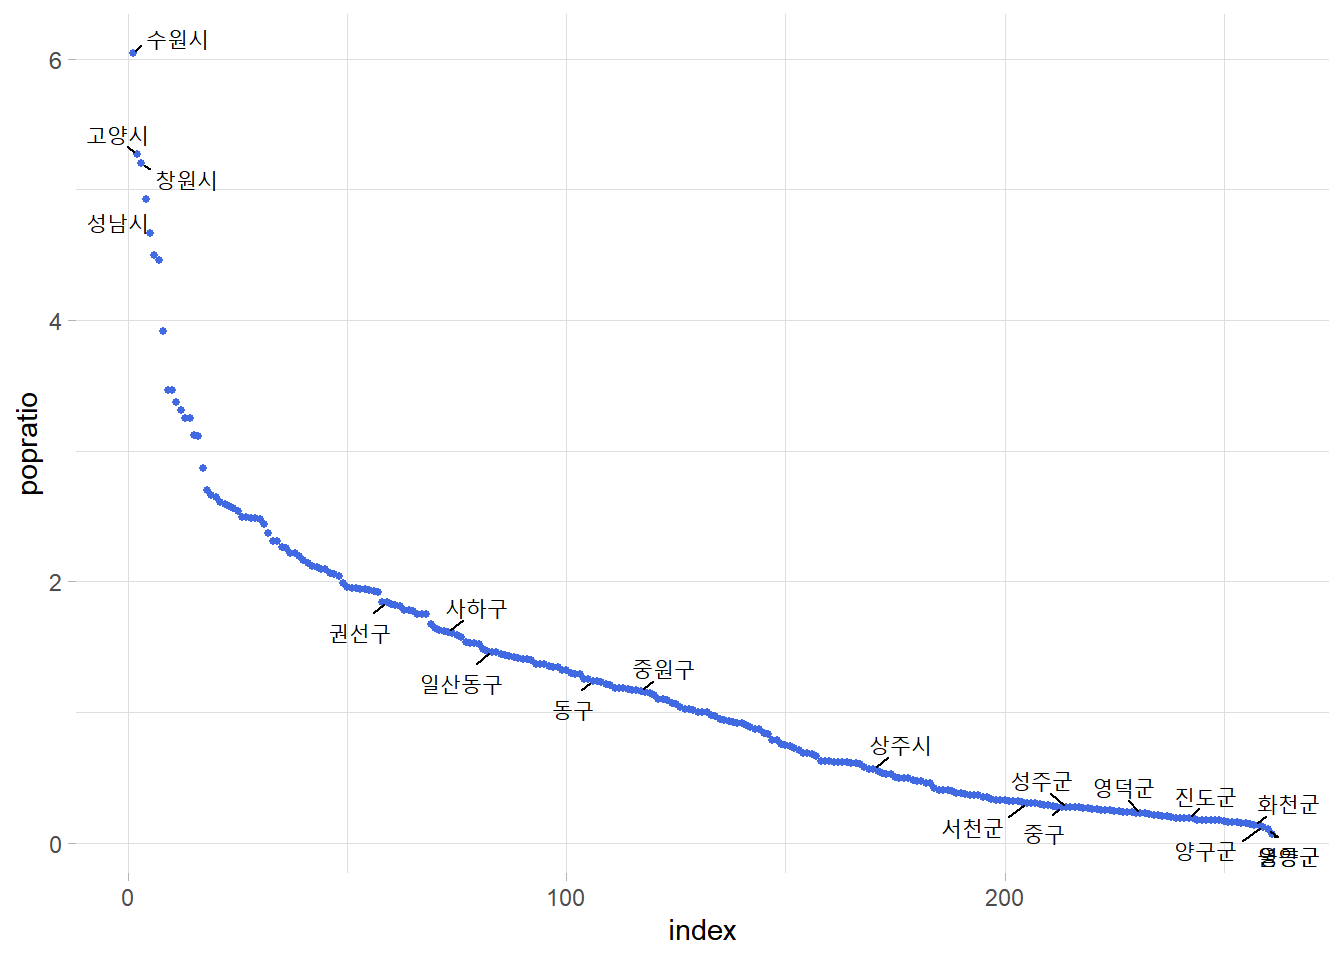 수원시
6
고양시
창원시
성남시
4
popratio
2
사하구
권선구
중원구
일산동구
동구
상주시
성주군
영덕군
진도군
화천군
서천군
중구
양구군
0
0
100
200
index